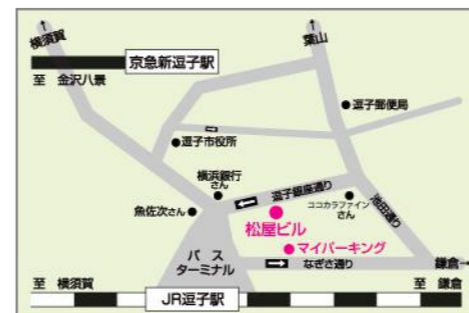 ↑
横須賀
↑
葉山
京急新逗子駅
至 金沢八景
逗子郵便局
逗子市役所
横浜銀行
さん
逗子銀座通り
ココカラファイン
さん
魚佐次さん
松屋ビル
マイパーキング
バス
ターミナル
なぎさ通り
鎌倉→
至 横須賀
至 鎌倉
JR逗子駅